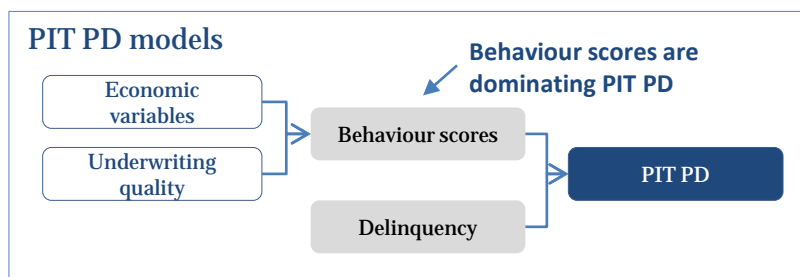 PIT PD models
Behaviour scores are
dominating PIT PD
Economic
variables
Underwriting
quality
Behaviour scores
Delinquency
PIT PD